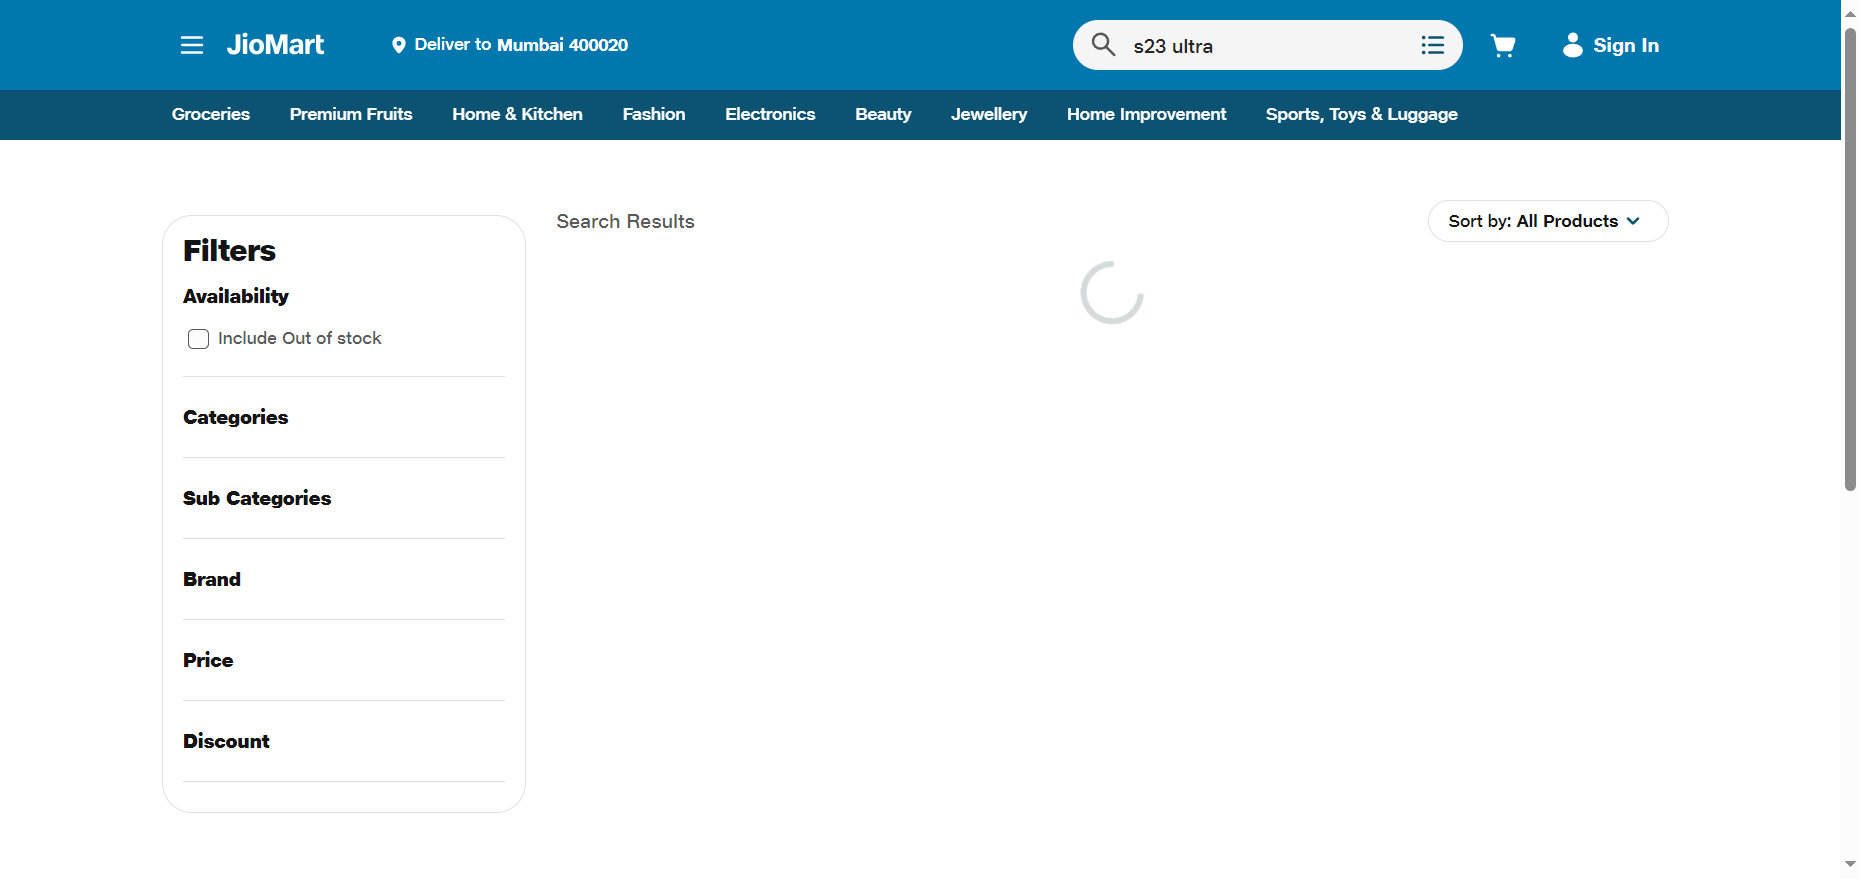 JioMart
Deliver to Mumbai 400020
s23 ultra
Sign In
Groceries
Premium Fruits
Home & Kitchen
Fashion
Electronics
Beauty
Jewellery
Home Improvement
Sports, Toys & Luggage
Filters
Availability
Include Out of stock
Categories
Sub Categories
Brand
Price
Discount
Search Results
Sort by: All Products